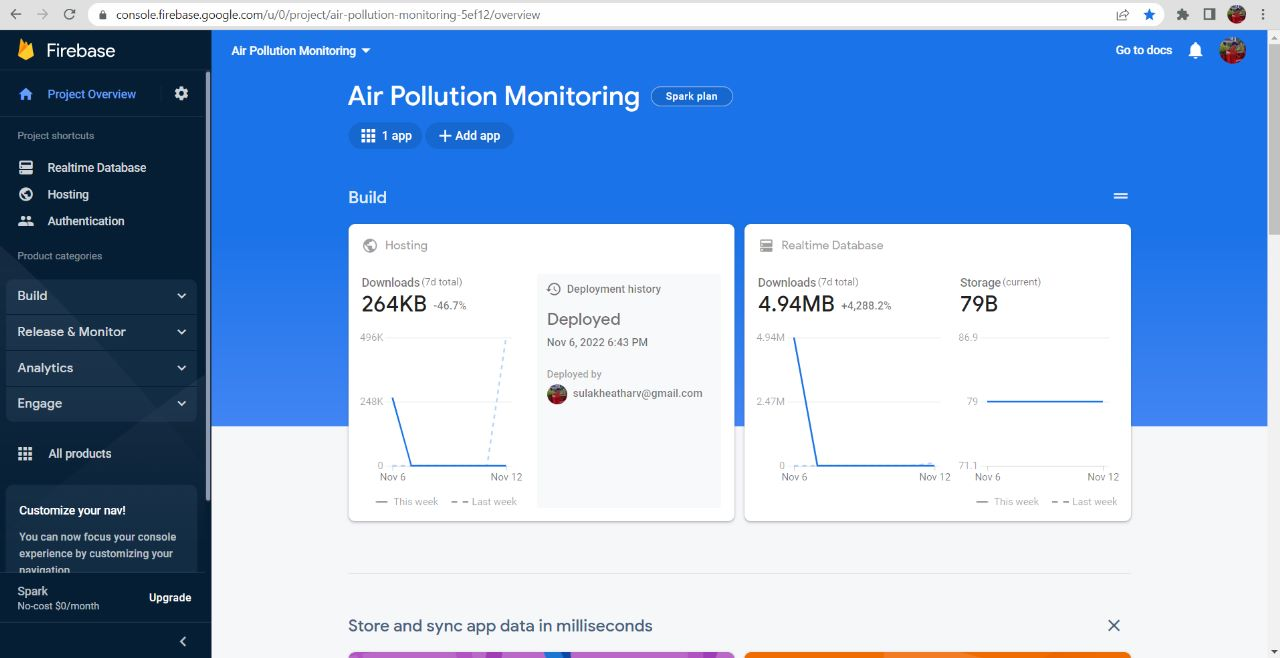 console.firebase.google.com/u/0/project/air-pollution-monitoring-5ef12/overview
Firebase
Project Overview
Project shortcuts
Realtime Database
Hosting
Authentication
Product categories
Build
Release & Monitor
Analytics
Engage
All products
Customize your nav!
You can now focus your console
experience by customizing your
navigation
Spark
No-cost $0/month
Upgrade
Air Pollution Monitoring
Go to docs
Air Pollution Monitoring
Spark plan
1 app
+ Add app
Build
Hosting
Downloads (7d total)
264KB -46.7%
496K
248K
0
Nov 6
Nov 12
This week
Last week
Deployment history
Deployed
Nov 6, 2022 6:43 PM
Deployed by
sulakheatharv@gmail.com
Realtime Database
Downloads (7d total)
4.94MB +4,288.2%
4.94M
2.47M
0
Nov 6
Nov 12
Storage (current)
79B
86.9
79
71.1
Nov 6
Nov 12
This week
Last week
Store and sync app data in milliseconds